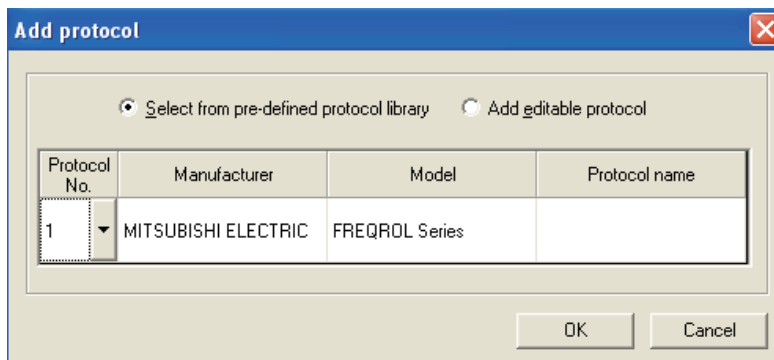 Add protocol
Select from pre-defined protocol library Add editable protocol
Protocol No. Manufacturer Model Protocol name
1 MITSUBISHI ELECTRIC FREQROL Series
OK Cancel